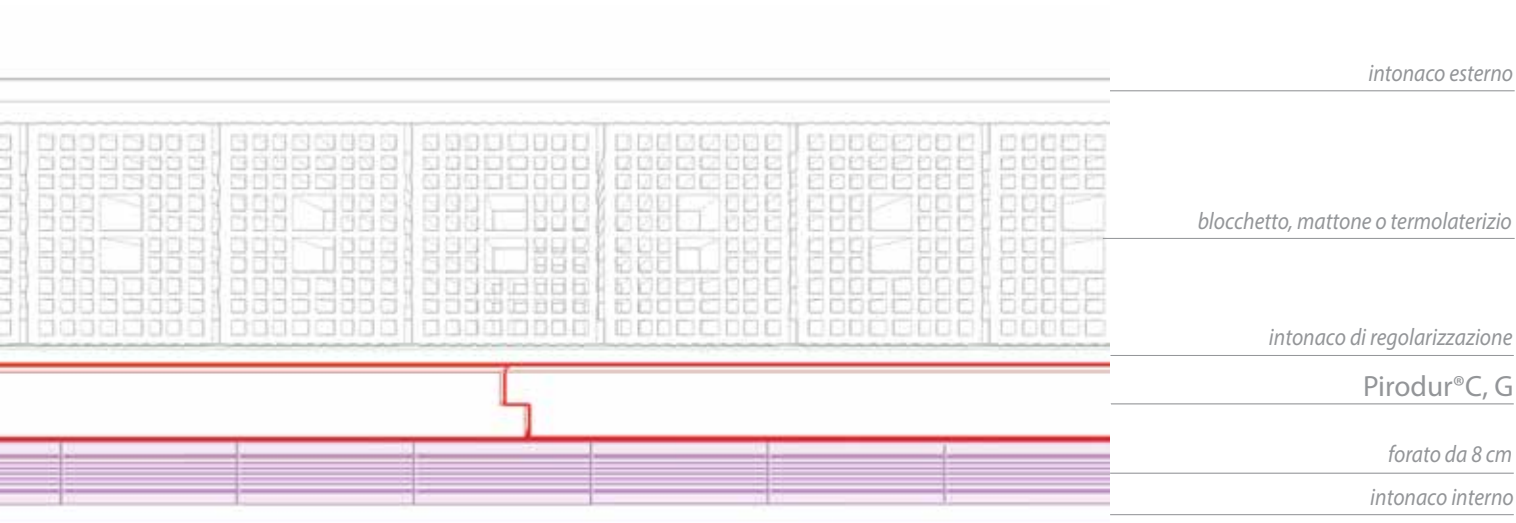 intonaco esterno
blocchetto, mattone o termolaterizio
intonaco di regolarizzazione
Pirodur®C, G
forato da 8 cm
intonaco interno